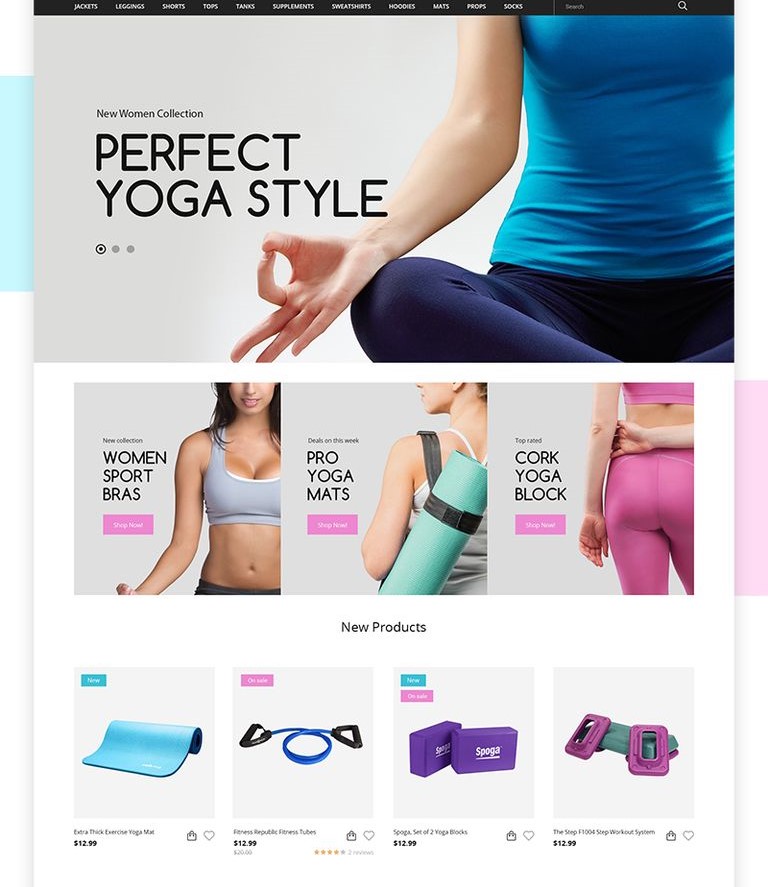 JACKETS LEGGINGS SHORTS TOPS TANKS SUPPLEMENTS SWEATSHIRTS HOODIES MATS PROPS SOCKS Search
New Women Collection
PERFECT
YOGA STYLE
New collection
WOMEN
SPORT
BRAS
Shop Now!
Deals on this week
PRO
YOGA
MATS
Shop Now!
Top rated
CORK
YOGA
BLOCK
Shop Now!
New Products
New
Extra Thick Exercise Yoga Mat
$12.99
On sale
Fitness Republic Fitness Tubes
$12.99
$20.00 2 reviews
New
On sale
Spoga
Spoga
Spoga, Set of 2 Yoga Blocks
$12.99
The Step F1004 Step Workout System
$12.99